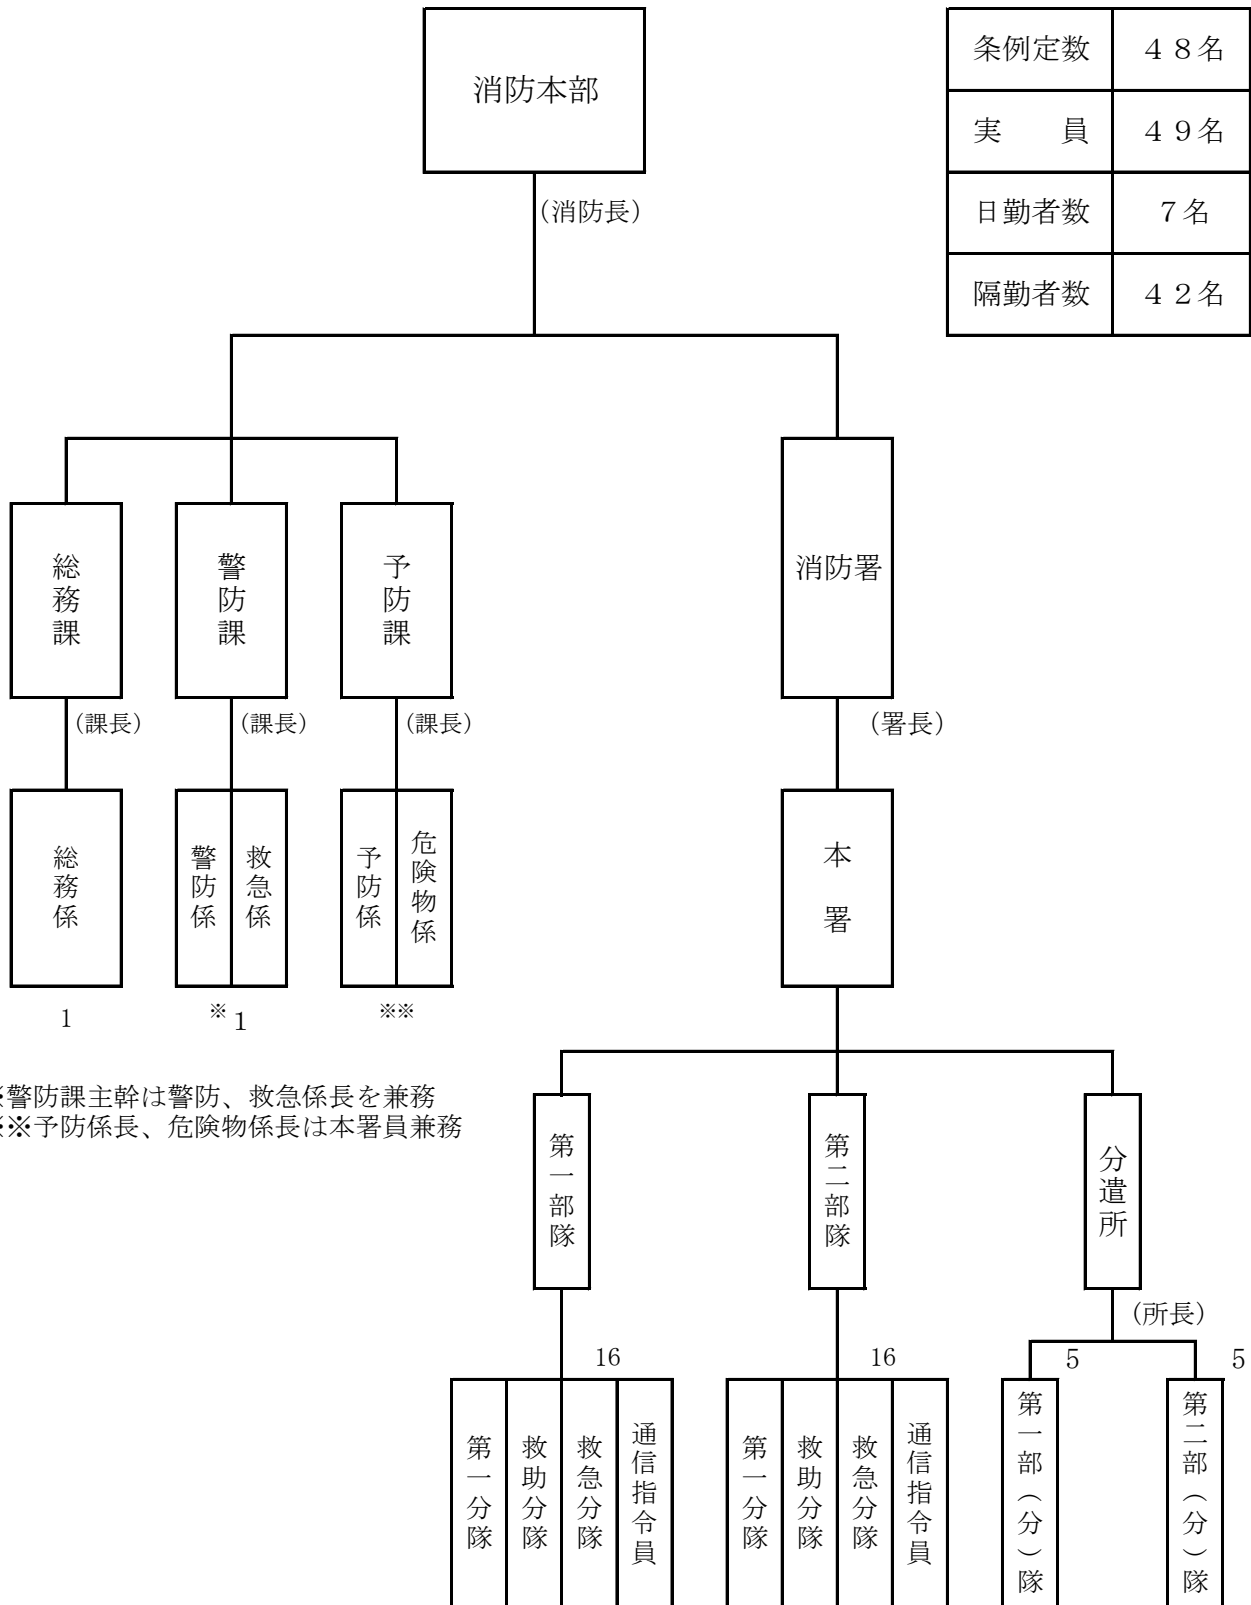 消防本部
条例定数 ４８名
実　　員 ４９名
日勤者数 ７名
隔勤者数 ４２名
（消防長）
総務課
警防課
予防課
消防署
（課長）
（課長）
（課長）
（署長）
総務係
警防係
救急係
予防係
危険物係
本署
1
※1
※※
※警防課主幹は警防、救急係長を兼務
※※予防係長、危険物係長は本署員兼務
第一部隊
第二部隊
分遣所
（所長）
16
16
5
5
第一分隊
救助分隊
救急分隊
通信指令員
第一分隊
救助分隊
救急分隊
通信指令員
第一部（分）隊
第二部（分）隊